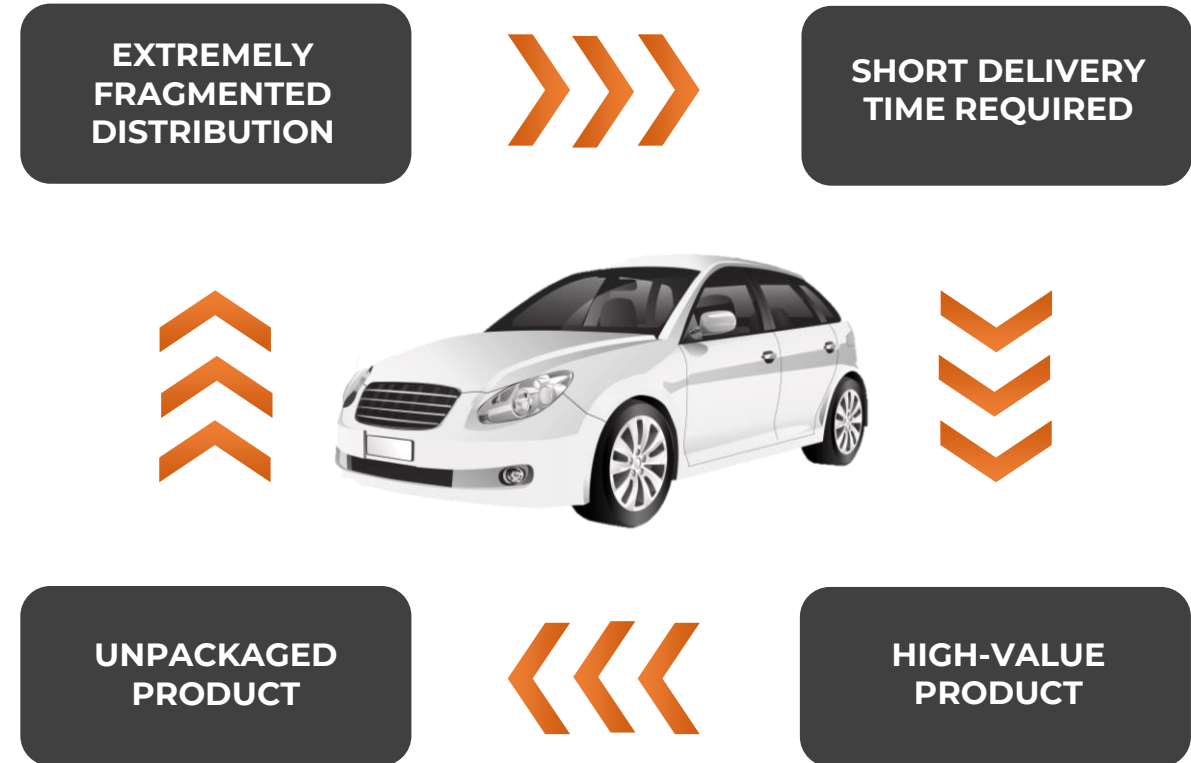 EXTREMELY
FRAGMENTED
DISTRIBUTION
SHORT DELIVERY
TIME REQUIRED
UNPACKAGED
PRODUCT
HIGH-VALUE
PRODUCT